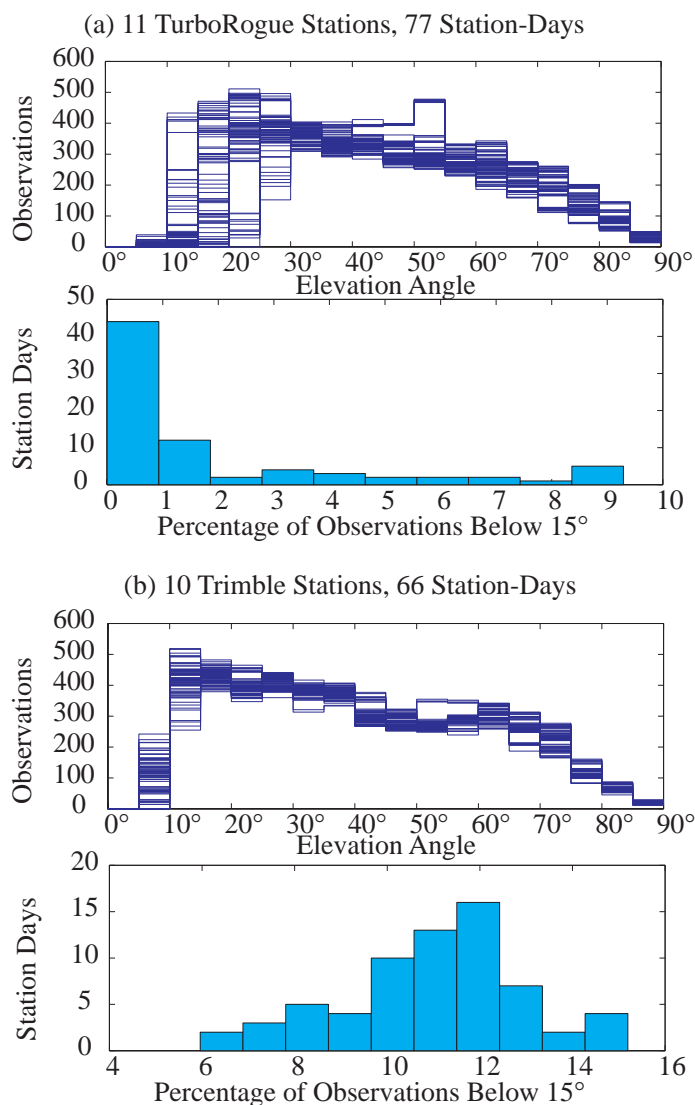 (a) 11 TurboRogue Stations, 77 Station-Days
600
500
400
300
200
100
0
Observations
0° 10° 20° 30° 40° 50° 60° 70° 80° 90°
Elevation Angle
50
40
30
20
10
0
Station Days
0 1 2 3 4 5 6 7 8 9 10
Percentage of Observations Below 15°
(b) 10 Trimble Stations, 66 Station-Days
600
500
400
300
200
100
0
Observations
0° 10° 20° 30° 40° 50° 60° 70° 80° 90°
Elevation Angle
20
15
10
5
0
Station Days
4 6 8 10 12 14 16
Percentage of Observations Below 15°